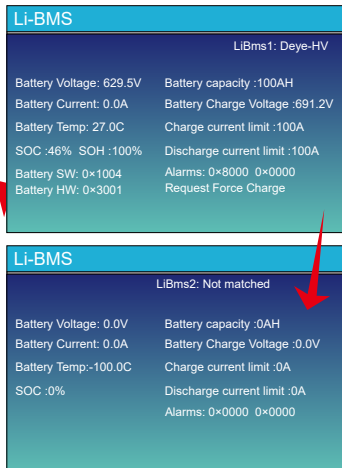 Li-BMS
LiBms1: Deye-HV
Battery Voltage: 629.5V Battery capacity :100AH
Battery Current: 0.0A Battery Charge Voltage :691.2V
Battery Temp: 27.0C Charge current limit :100A
SOC :46% SOH :100% Discharge current limit :100A
Battery SW: 0×1004 Alarms: 0×8000 0×0000
Battery HW: 0×3001 Request Force Charge
Li-BMS
LiBms2: Not matched
Battery Voltage: 0.0V Battery capacity :0AH
Battery Current: 0.0A Battery Charge Voltage :0.0V
Battery Temp:-100.0C Charge current limit :0A
SOC :0% Discharge current limit :0A
Alarms: 0×0000 0×0000